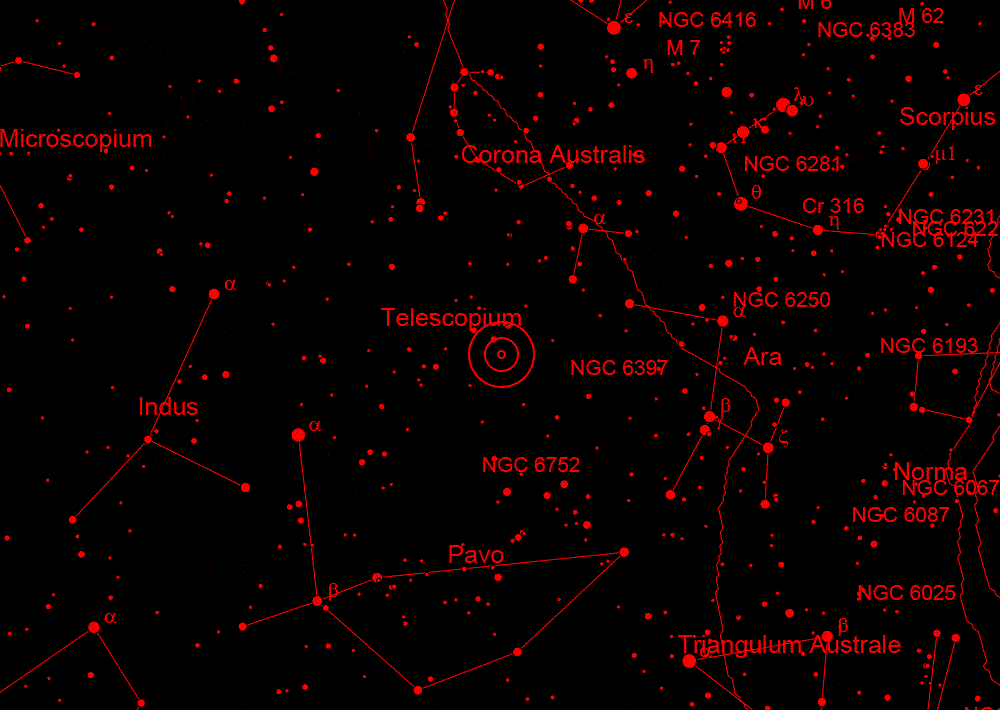 M 6
ε
NGC 6416
M 62
NGC 6383
M 7
η
ε
λ
υ
Scorpius
κ
ι1
Microscopium
Corona Australis
μ1
NGC 6281
θ
Cr 316
η
α
NGC 6231
NGC 6124
α
NGC 6250
α
Telescopium
NGC 6193
Ara
NGC 6397
Indus
β
α
ζ
NGC 6752
Norma
NGC 6067
NGC 6087
Pavo
β
NGC 6025
α
β
Triangulum Australe
α